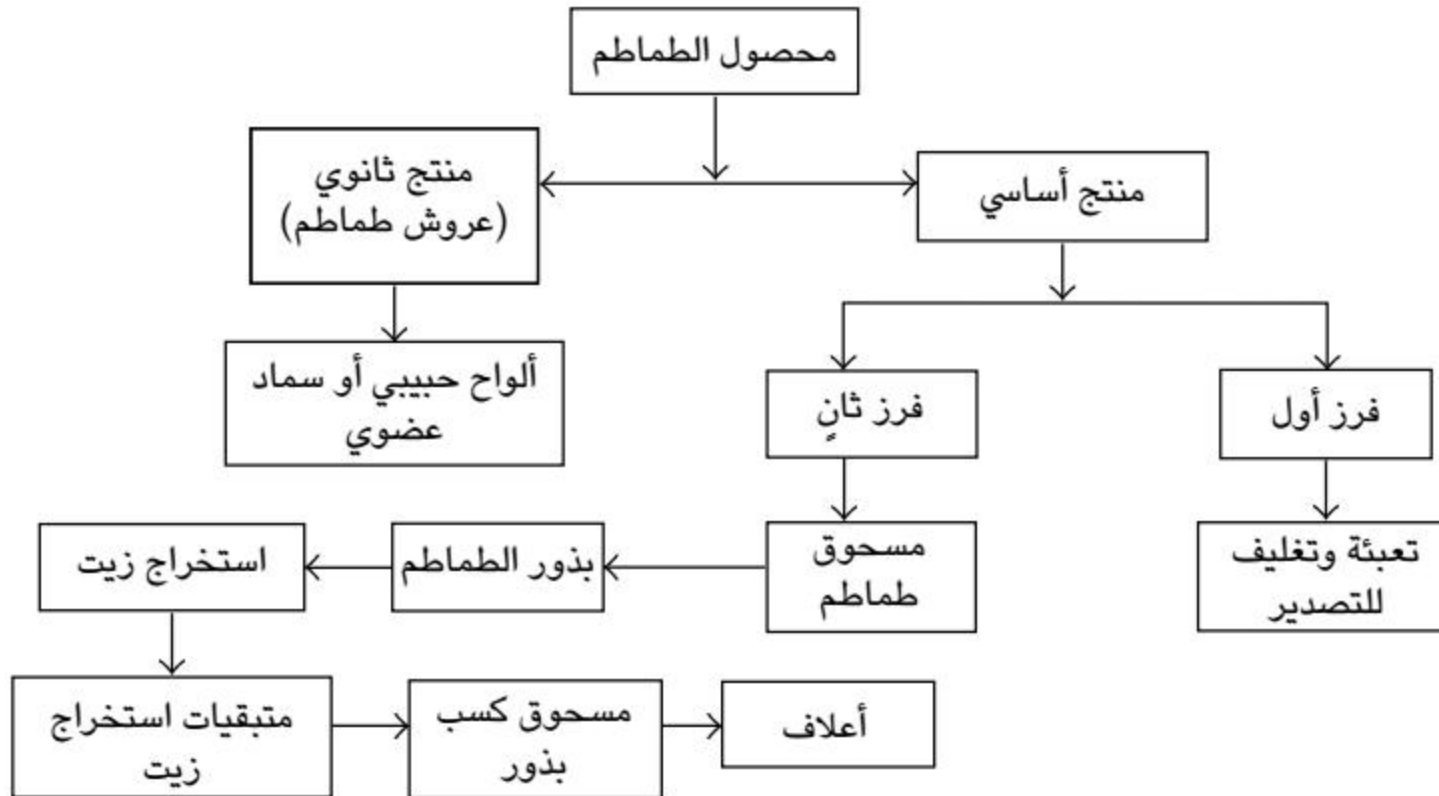 محصول الطماطم
منتج أساسي
منتج ثانوي
(عروش طماطم)
ألواح حبيبي أو سماد
عضوي
فرز أول
فرز ثانٍ
تعبئة وتغليف
للتصدير
مسحوق
طماطم
بذور الطماطم
استخراج زيت
متبقيات استخراج
زيت
مسحوق كسب
بذور
أعلاف